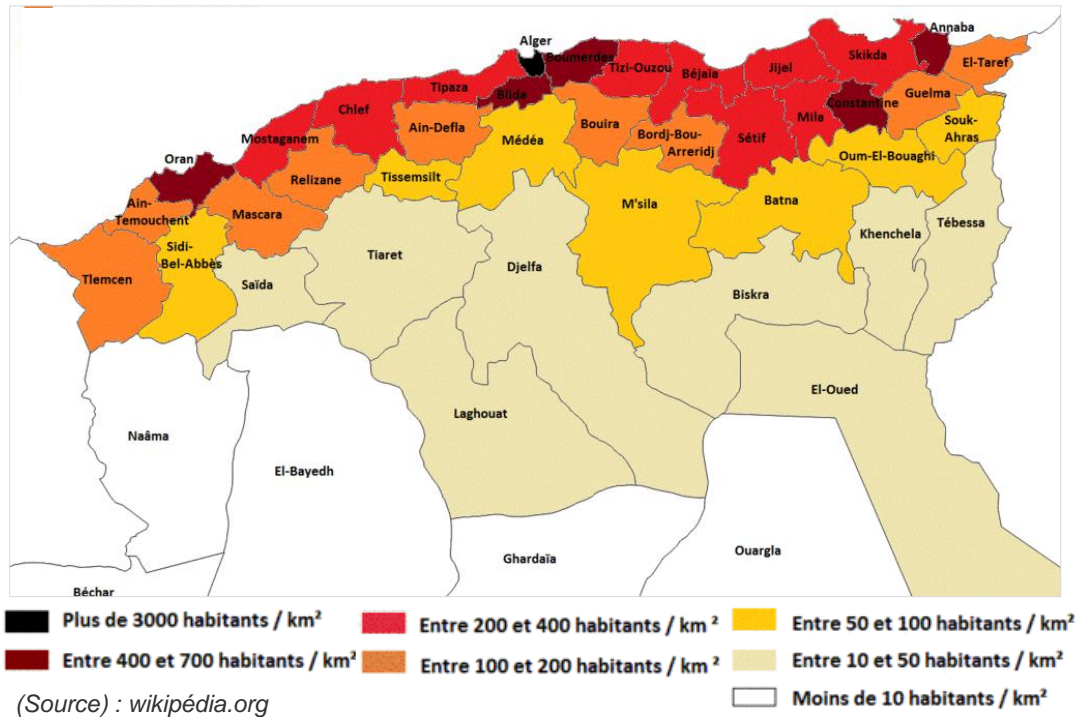 Annaba
Alger
Boumerdes
Skikda
Tizi-Ouzou
Béjaia
Jijel
El-Taref
Tipaza
Blida
Guelma
Constantine
Chlef
Mila
Ain-Defla
Bouira
Bordj-Bou-
Arreridj
Souk-
Ahras
Mostaganem
Médéa
Sétif
Oum-El-Bouaghi
Oran
Relizane
Tissemsilt
Ain-
Temouchent
Mascara
M'sila
Batna
Khenchela
Tébessa
Sidi-
Bel-Abbès
Tiaret
Djelfa
Tlemcen
Saïda
Biskra
El-Oued
Laghouat
Naâma
El-Bayedh
Ghardaïa
Ouargla
Béchar
Plus de 3000 habitants / km²
Entre 200 et 400 habitants / km ²
Entre 50 et 100 habitants / km²
Entre 400 et 700 habitants / km²
Entre 100 et 200 habitants / km ²
Entre 10 et 50 habitants / km²
Moins de 10 habitants / km²
(Source) : wikipédia.org